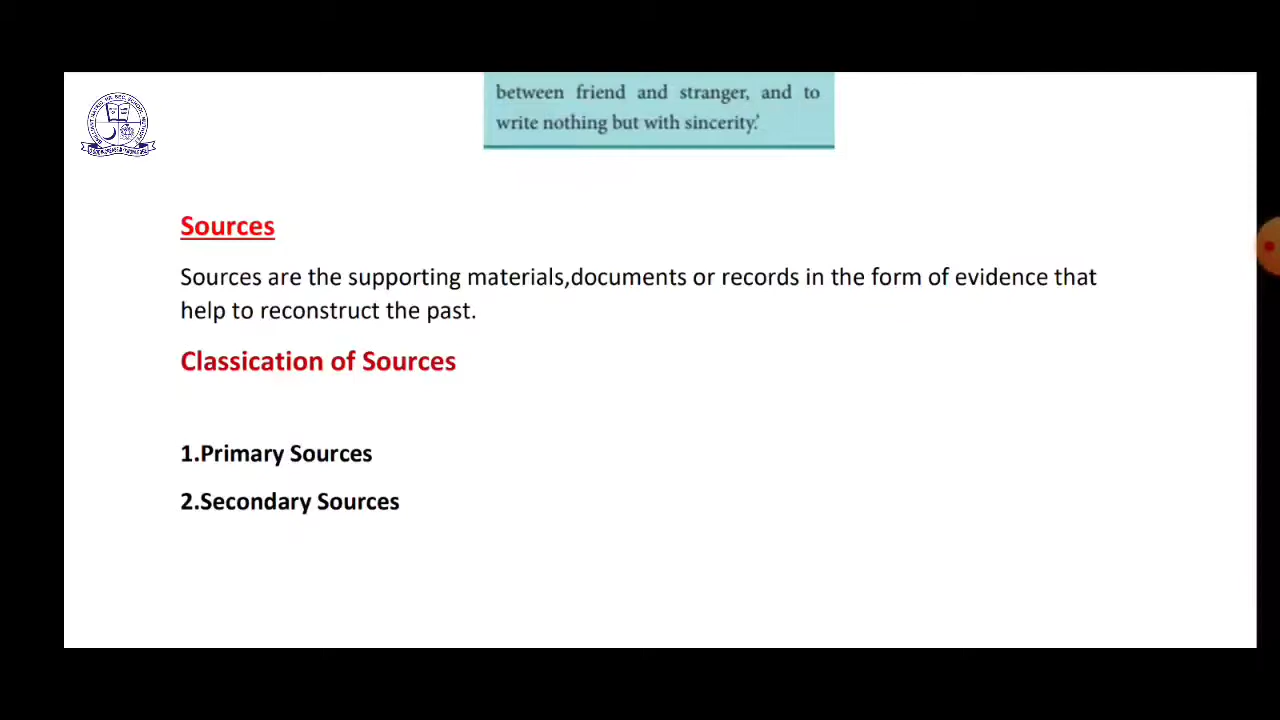 between friend and stranger, and to
write nothing but with sincerity.'
Sources
Sources are the supporting materials,documents or records in the form of evidence that
help to reconstruct the past.
Classication of Sources
1.Primary Sources
2.Secondary Sources